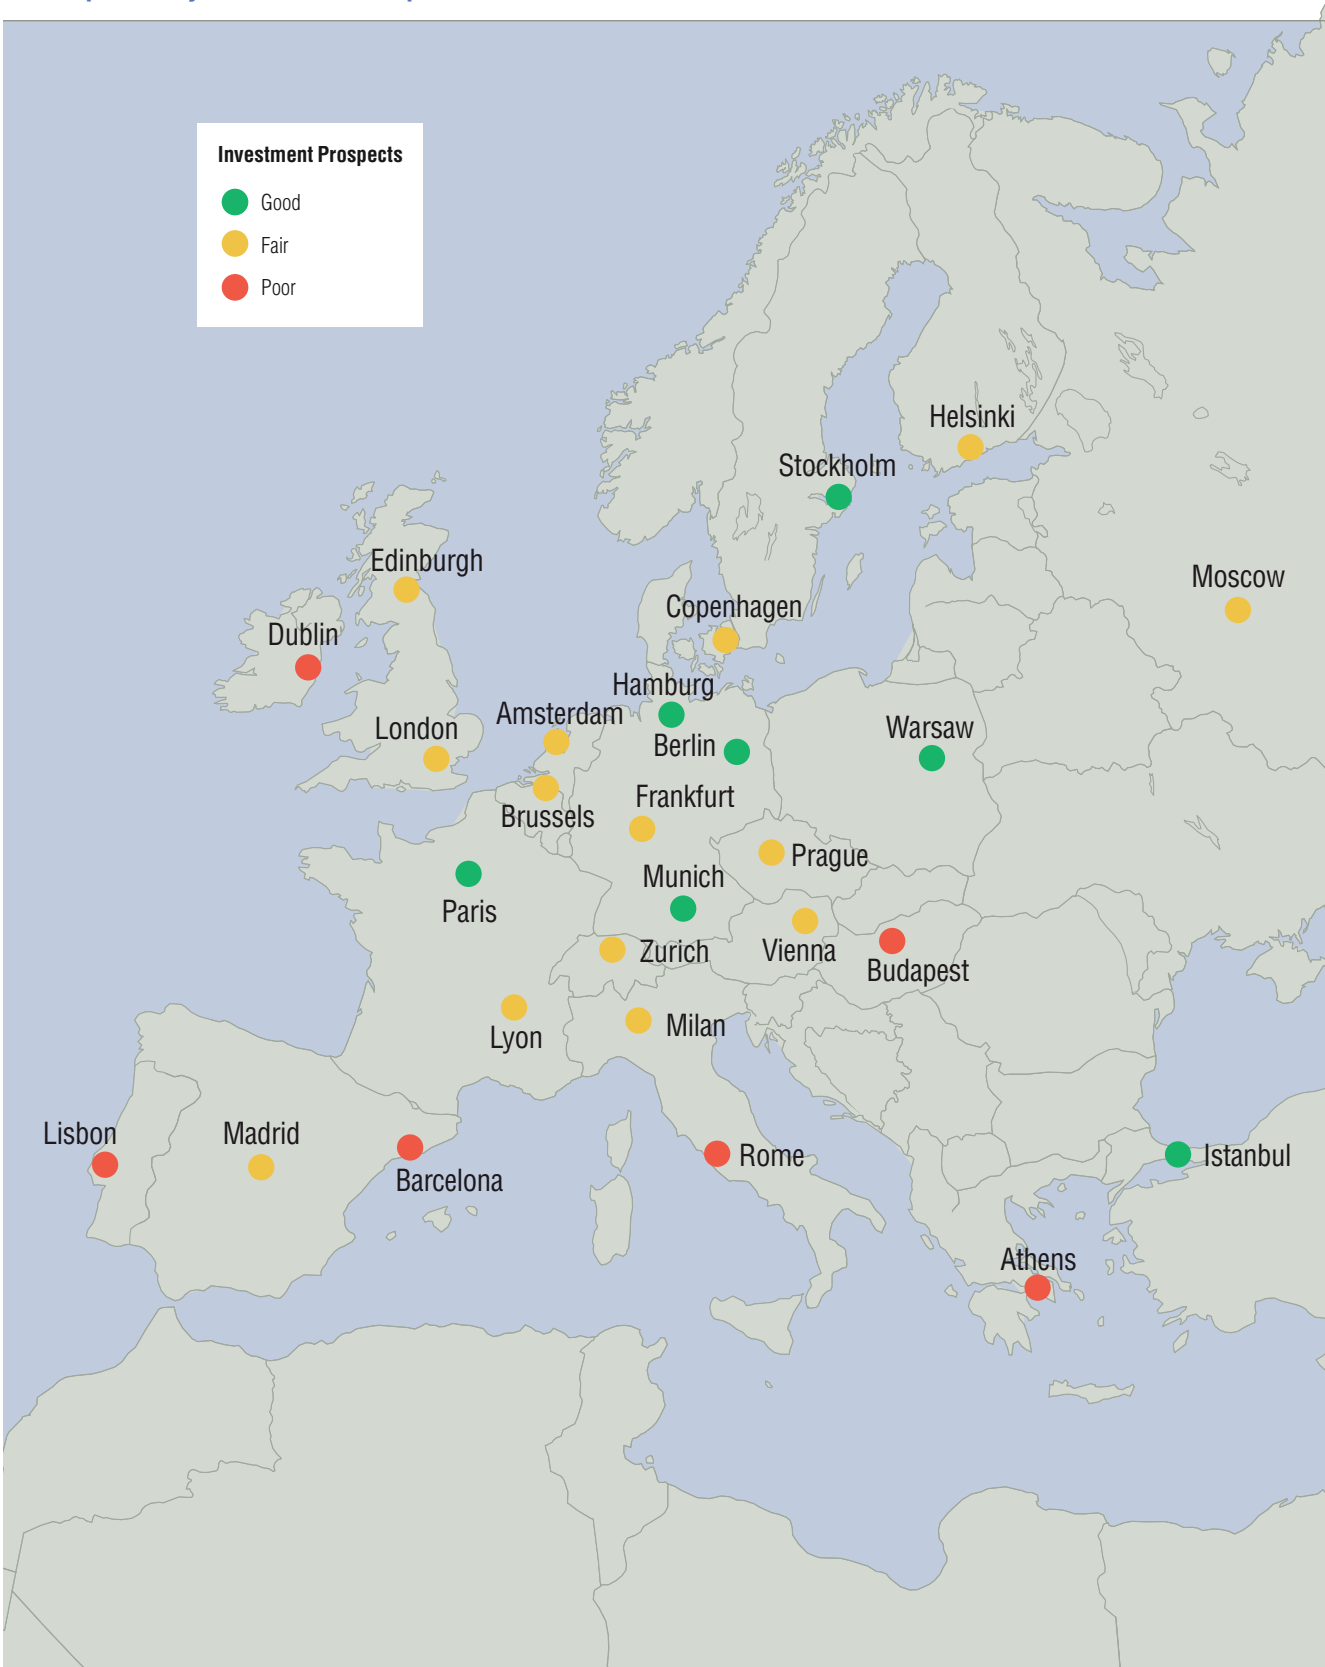 Investment Prospects
Good
Fair
Poor
Helsinki
Stockholm
Edinburgh
Moscow
Copenhagen
Dublin
Hamburg
Amsterdam
London
Berlin
Warsaw
Frankfurt
Brussels
Prague
Munich
Paris
Zurich
Vienna
Budapest
Lyon
Milan
Lisbon
Madrid
Rome
Istanbul
Barcelona
Athens